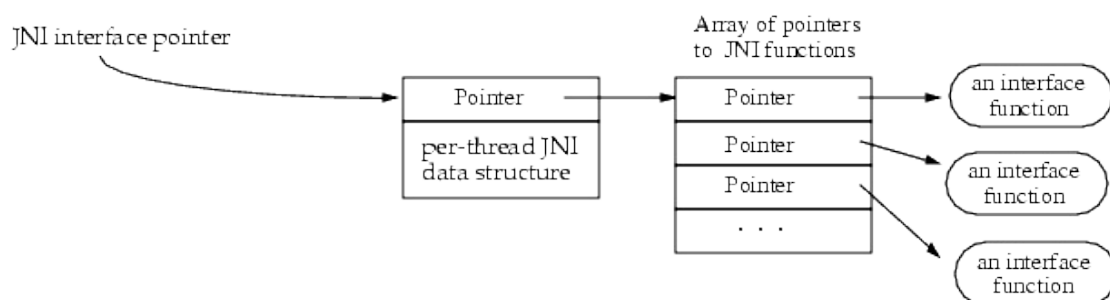 JNI interface pointer
Array of pointers
to JNI functions
Pointer
per-thread JNI
data structure
Pointer
Pointer
Pointer
. . .
an interface
function
an interface
function
an interface
function